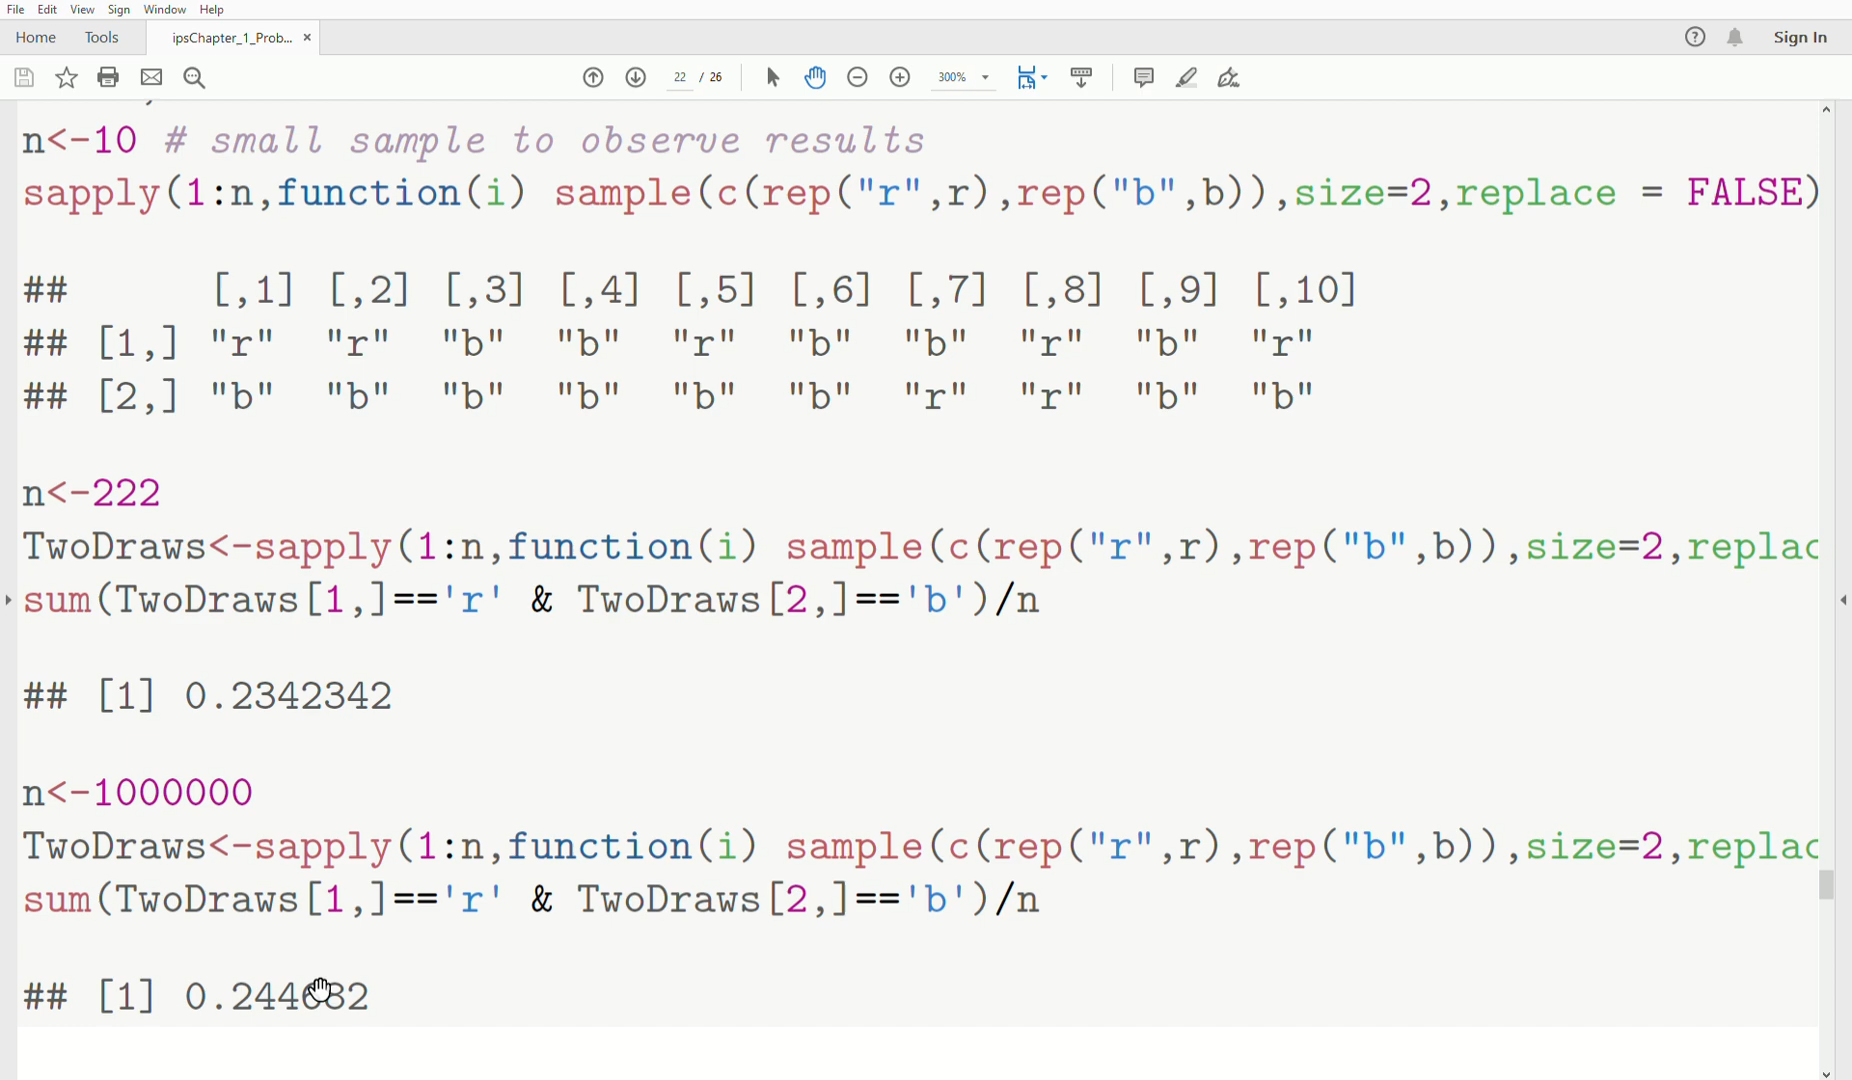 File Edit View Sign Window Help
Home Tools ipsChapter_1_Prob... × Sign In
22 / 26 300%
n<-10 # small sample to observe results
sapply(1:n,function(i) sample(c(rep("r",r),rep("b",b)),size=2,replace = FALSE)
## [,1] [,2] [,3] [,4] [,5] [,6] [,7] [,8] [,9] [,10]
## [1,] "r" "r" "b" "b" "r" "b" "b" "r" "b" "r"
## [2,] "b" "b" "b" "b" "b" "b" "r" "r" "b" "b"
n<-222
TwoDraws<-sapply(1:n,function(i) sample(c(rep("r",r),rep("b",b)),size=2,replac
sum(TwoDraws[1,]=='r' & TwoDraws[2,]=='b')/n
## [1] 0.2342342
n<-1000000
TwoDraws<-sapply(1:n,function(i) sample(c(rep("r",r),rep("b",b)),size=2,replac
sum(TwoDraws[1,]=='r' & TwoDraws[2,]=='b')/n
## [1]